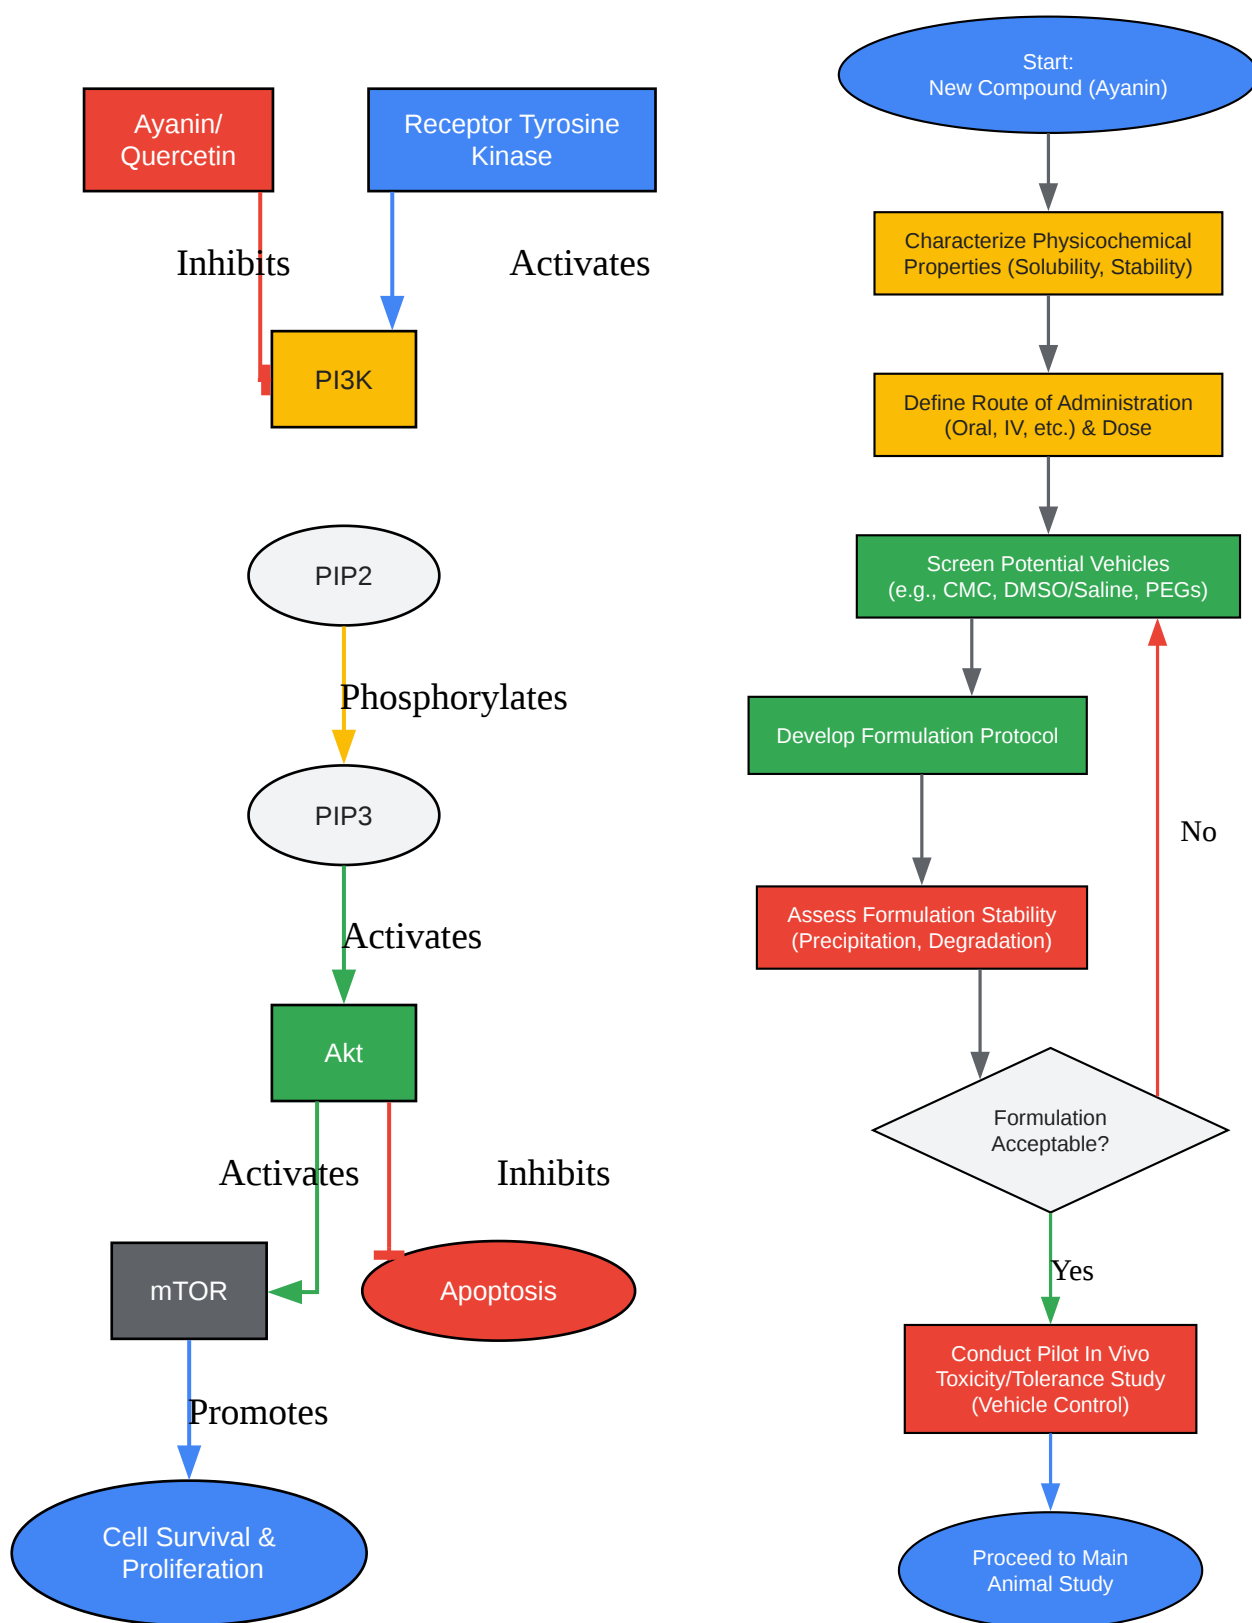 Ayanin/
Quercetin
Receptor Tyrosine
Kinase
Inhibits
Activates
PI3K
PIP2
Phosphorylates
PIP3
Activates
Akt
Activates
Inhibits
mTOR
Apoptosis
Promotes
Cell Survival &
Proliferation
Start:
New Compound (Ayanin)
Characterize Physicochemical
Properties (Solubility, Stability)
Define Route of Administration
(Oral, IV, etc.) & Dose
Screen Potential Vehicles
(e.g., CMC, DMSO/Saline, PEGs)
Develop Formulation Protocol
No
Assess Formulation Stability
(Precipitation, Degradation)
Formulation
Acceptable?
Yes
Conduct Pilot In Vivo
Toxicity/Tolerance Study
(Vehicle Control)
Proceed to Main
Animal Study